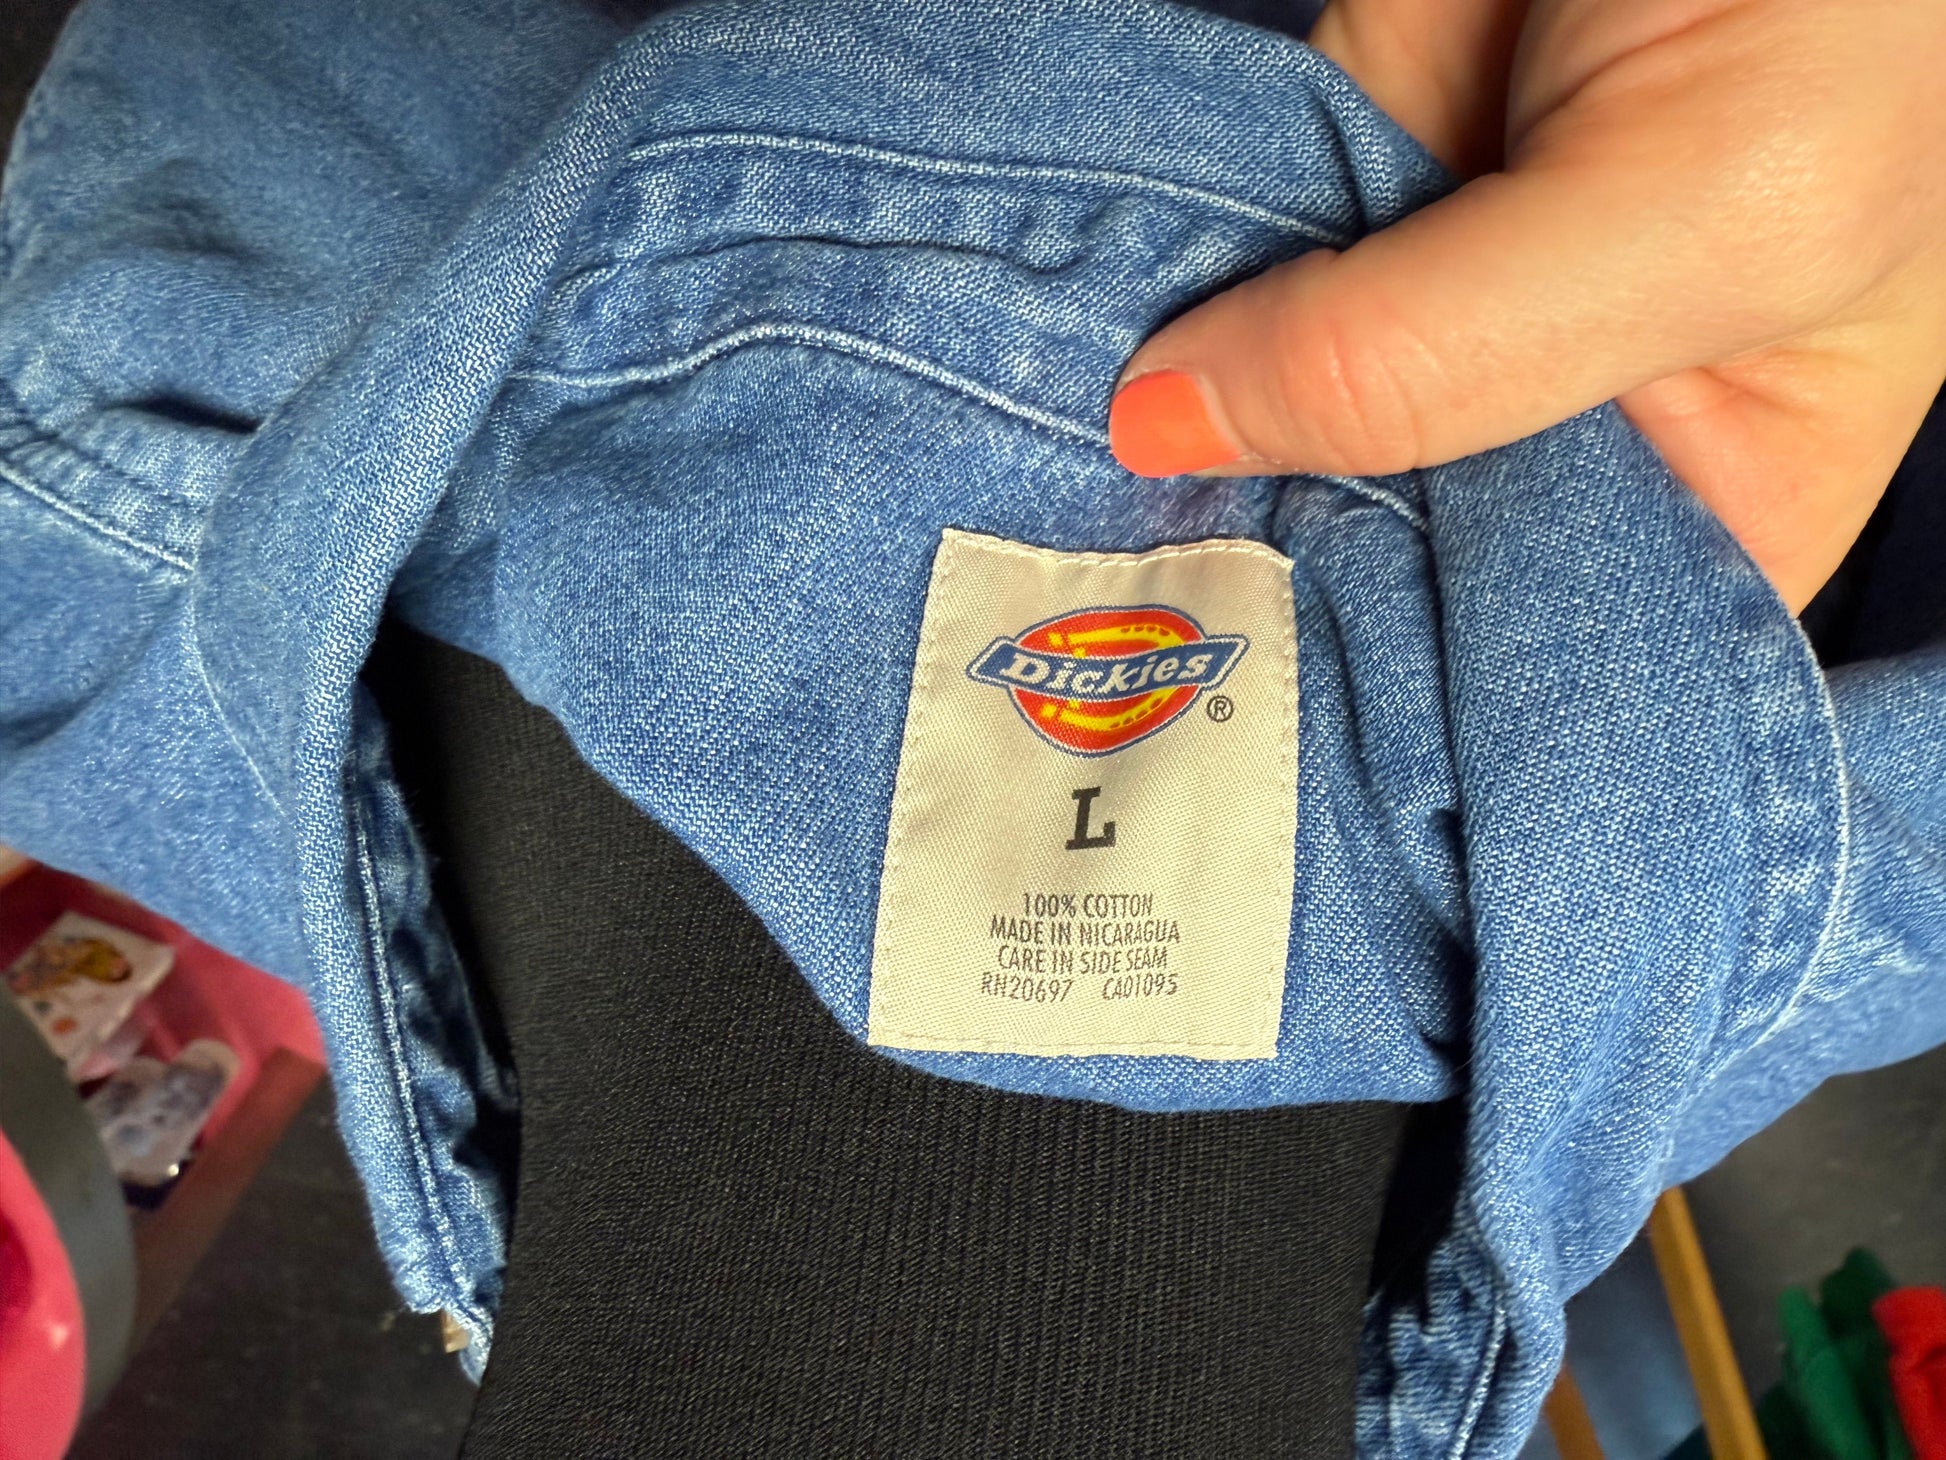 Dickies
®
L
100% COTTON
MADE IN NICARAGUA
CARE IN SIDE SEAM
RN20697 CA01095